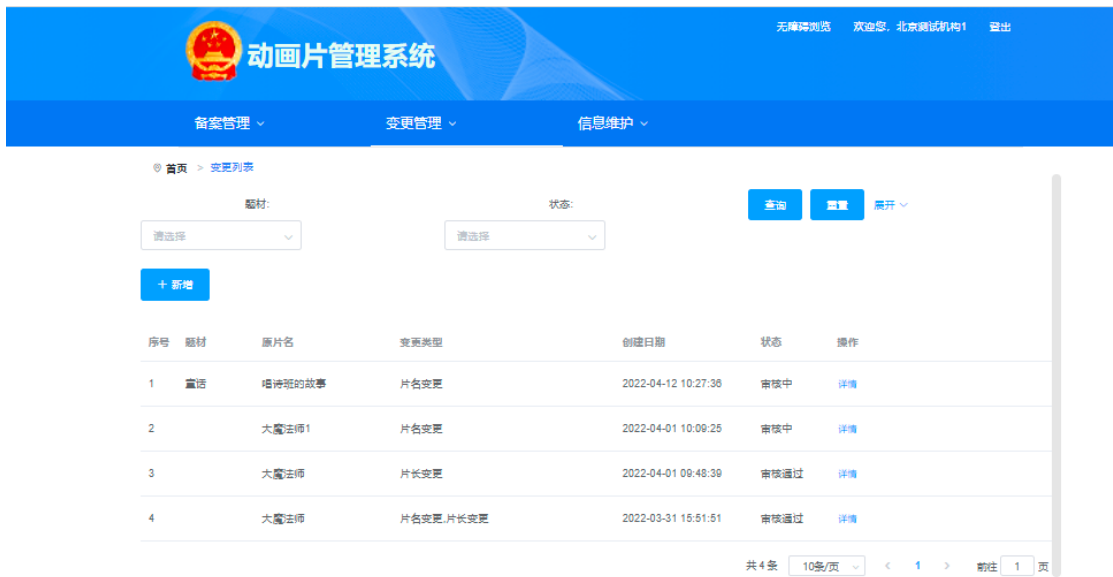 无障碍浏览 欢迎您, 北京测试机构1 登出
动画片管理系统
备案管理 变更管理 信息维护
首页 > 变更列表
题材: 状态: 查询 重置 展开
请选择 请选择
+ 新增
序号 题材 原片名 变更类型 创建日期 状态 操作
1 童话 唱诗班的故事 片名变更 2022-04-12 10:27:36 审核中 详情
2 大魔法师1 片名变更 2022-04-01 10:09:25 审核中 详情
3 大魔法师 片长变更 2022-04-01 09:48:39 审核通过 详情
4 大魔法师 片名变更,片长变更 2022-03-31 15:51:51 审核通过 详情
共 4 条 10条/页 < 1 > 前往 1 页